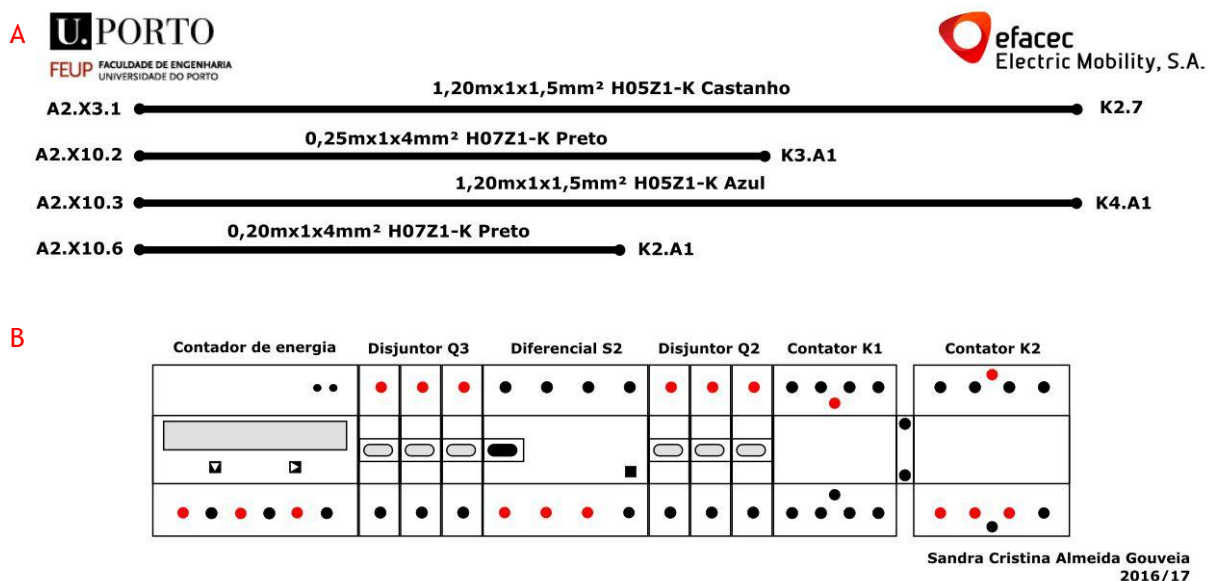 A
U.PORTO
FEUP FACULDADE DE ENGENHARIA
UNIVERSIDADE DO PORTO
efacec
Electric Mobility, S.A.
1,20mx1x1,5mm² H05Z1-K Castanho
A2.X3.1 K2.7
0,25mx1x4mm² H07Z1-K Preto
A2.X10.2 K3.A1
1,20mx1x1,5mm² H05Z1-K Azul
A2.X10.3 K4.A1
0,20mx1x4mm² H07Z1-K Preto
A2.X10.6 K2.A1
B
Contador de energia Disjuntor Q3 Diferencial S2 Disjuntor Q2 Contator K1 Contator K2
Sandra Cristina Almeida Gouveia
2016/17